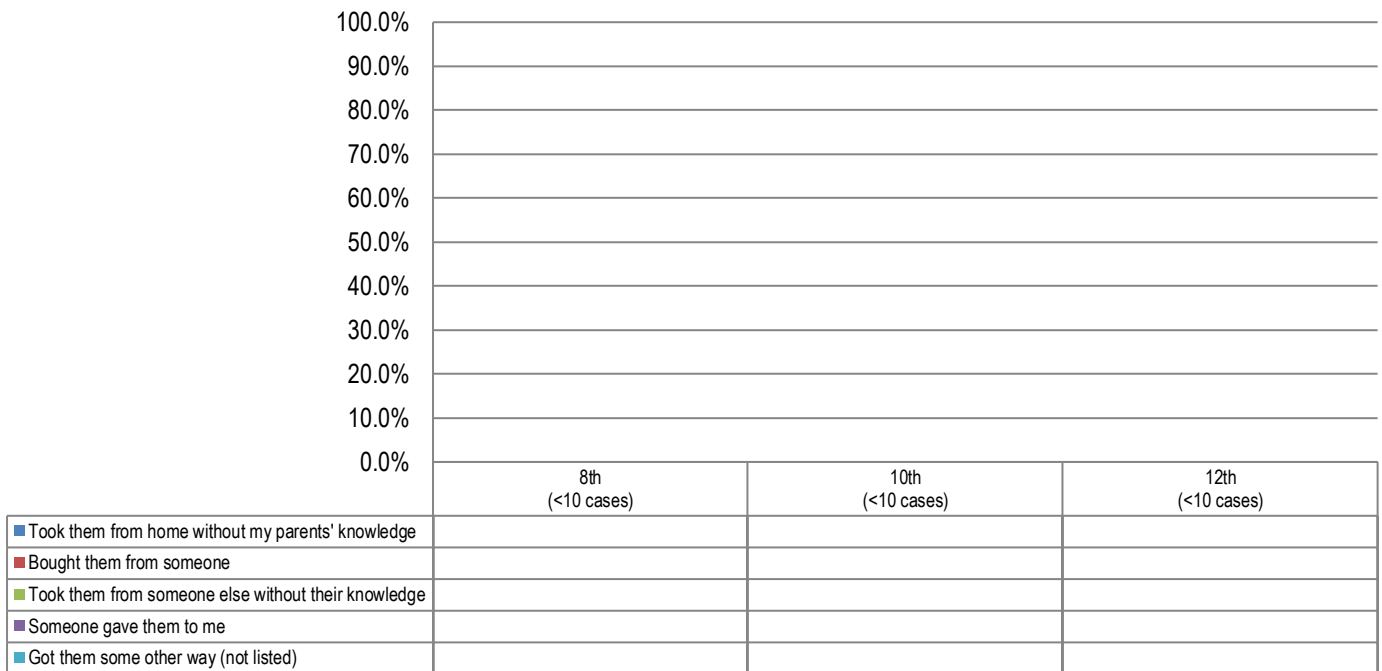 100.0%
90.0%
80.0%
70.0%
60.0%
50.0%
40.0%
30.0%
20.0%
10.0%
0.0%
8th 10th 12th
(<10 cases) (<10 cases) (<10 cases)
Took them from home without my parents' knowledge
Bought them from someone
Took them from someone else without their knowledge
Someone gave them to me
Got them some other way (not listed)